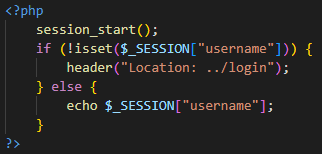 <?php
    session_start();
    if (!isset($_SESSION["username"])) {
        header("Location: ../login");
    } else {
        echo $_SESSION["username"];
    }
?>